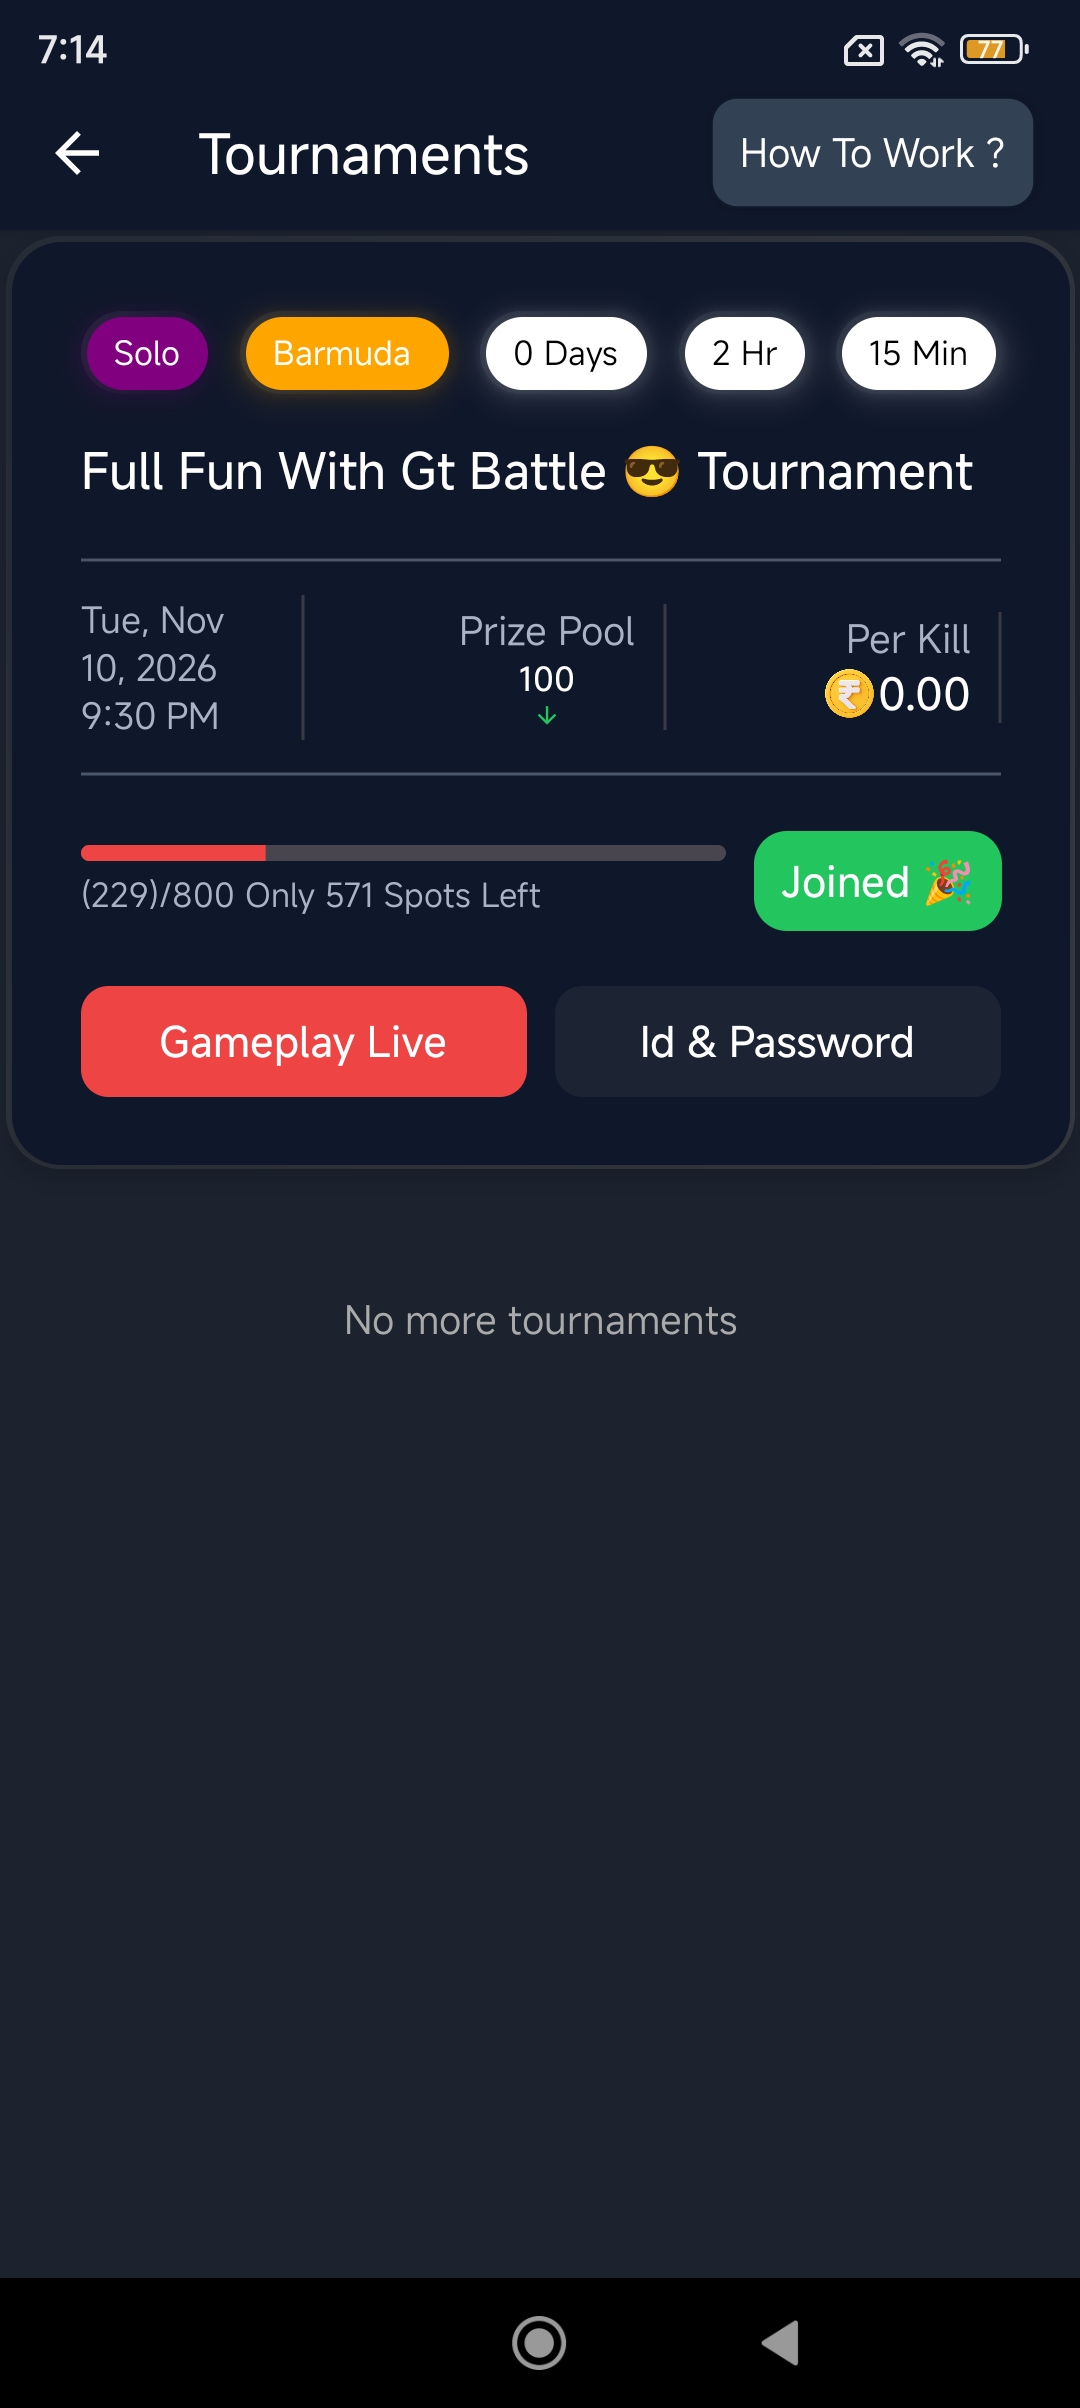 7:14
77
Tournaments
How To Work ?
Solo
Barmuda
0 Days
2 Hr
15 Min
Full Fun With Gt Battle 😎 Tournament
Tue, Nov
10, 2026
9:30 PM
Prize Pool
100
Per Kill
₹0.00
(229)/800 Only 571 Spots Left
Joined 🎉
Gameplay Live
Id & Password
No more tournaments